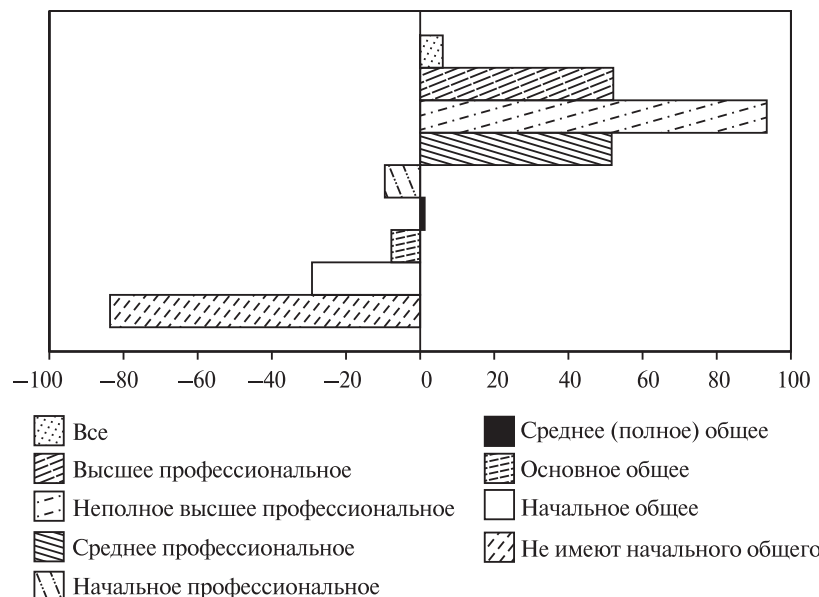 –100 –80 –60 –40 –20 0 20 40 60 80 100
Все
Высшее профессиональное
Неполное высшее профессиональное
Среднее профессиональное
Начальное профессиональное
Среднее (полное) общее
Основное общее
Начальное общее
Не имеют начального общего